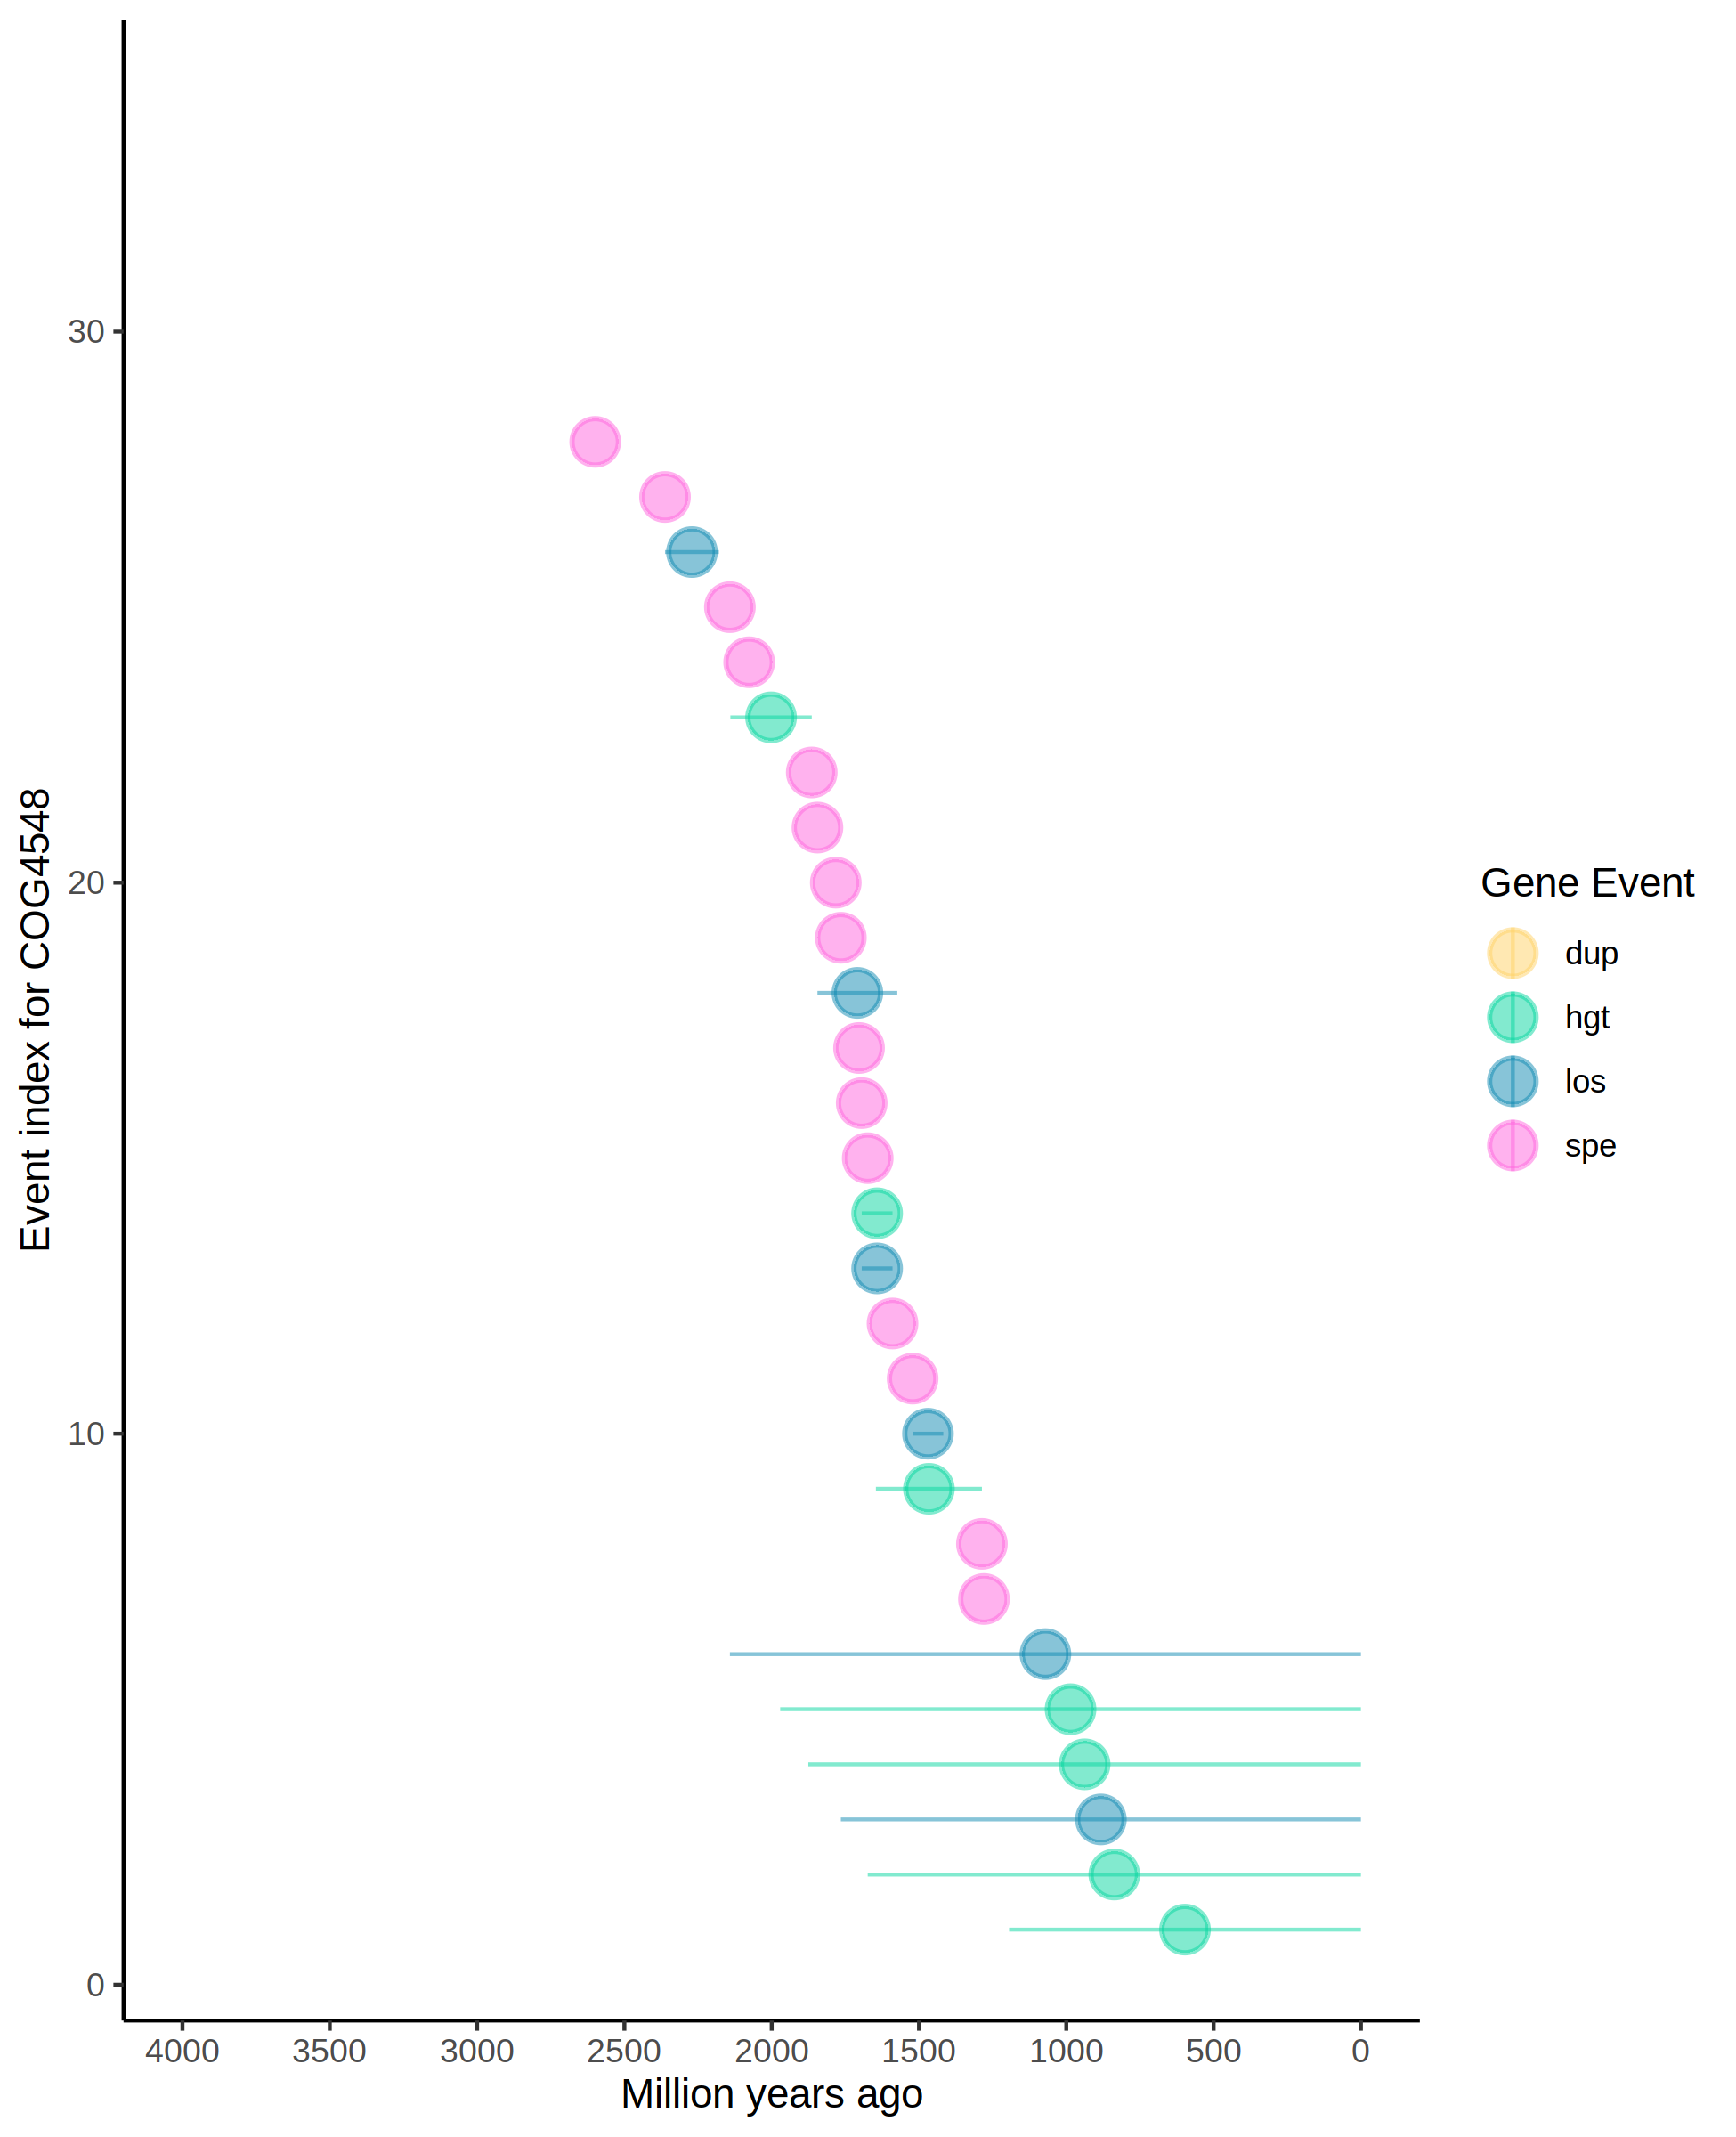 30
20
10
0
Event index for COG4548
4000 3500 3000 2500 2000 1500 1000 500 0
Million years ago
Gene Event
dup
hgt
los
spe